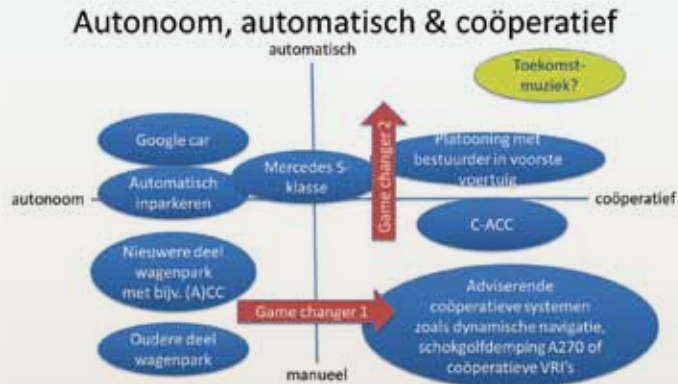 Autonoom, automatisch & coöperatief
automatisch
Toekomst-
muziek?
Google car
Automatisch
inparkeren
Mercedes S-
klasse
Game changer 2
Platooning met
bestuurder in voorste
voertuig
autonoom
coöperatief
C-ACC
Nieuwere deel
wagenpark
met bijv. (A)CC
Game changer 1
Adviserende
coöperatieve systemen
zoals dynamische navigatie,
schokgolfdemping A270 of
coöperatieve VRI's
Oudere deel
wagenpark
manueel